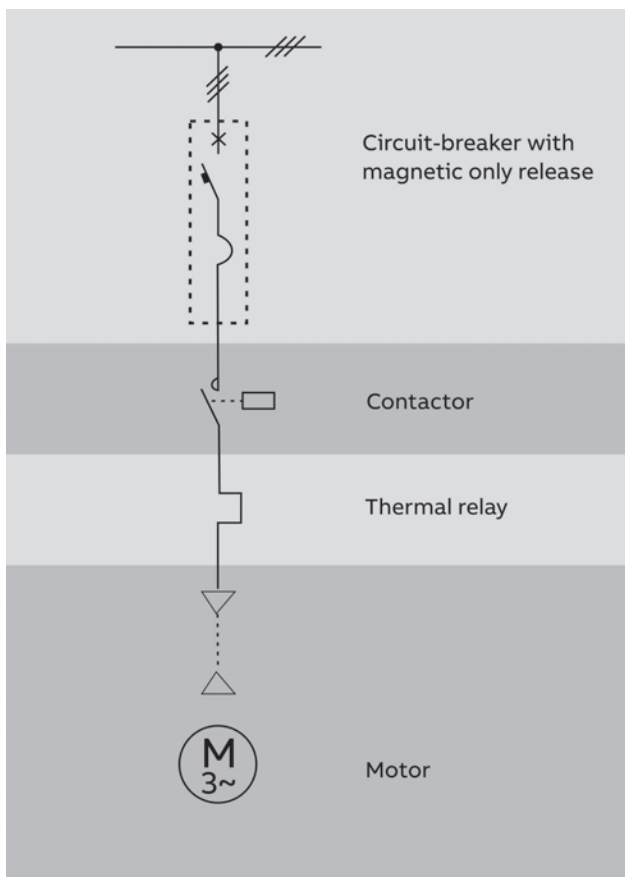 Circuit-breaker with
magnetic only release
Contactor
Thermal relay
M
3~
Motor